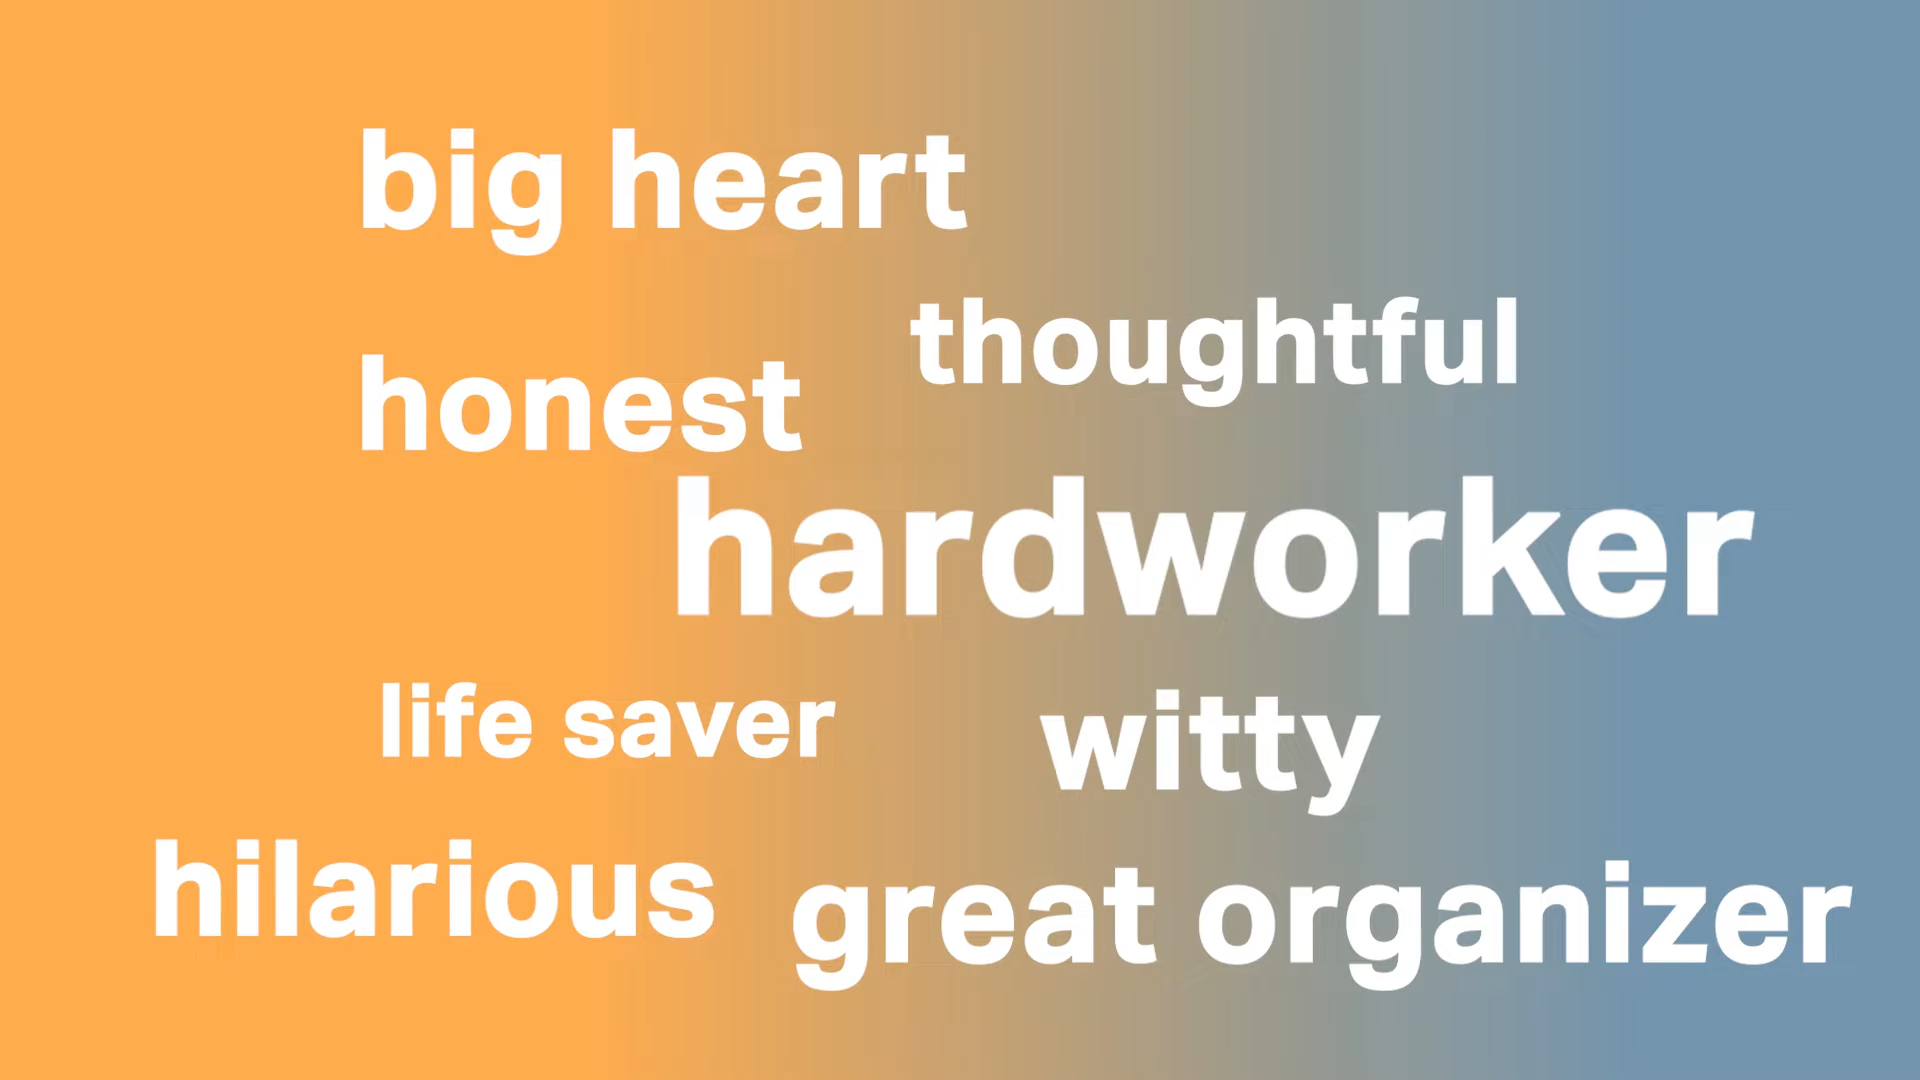 big heart
thoughtful
honest
hardworker
life saver
witty
hilarious
great organizer